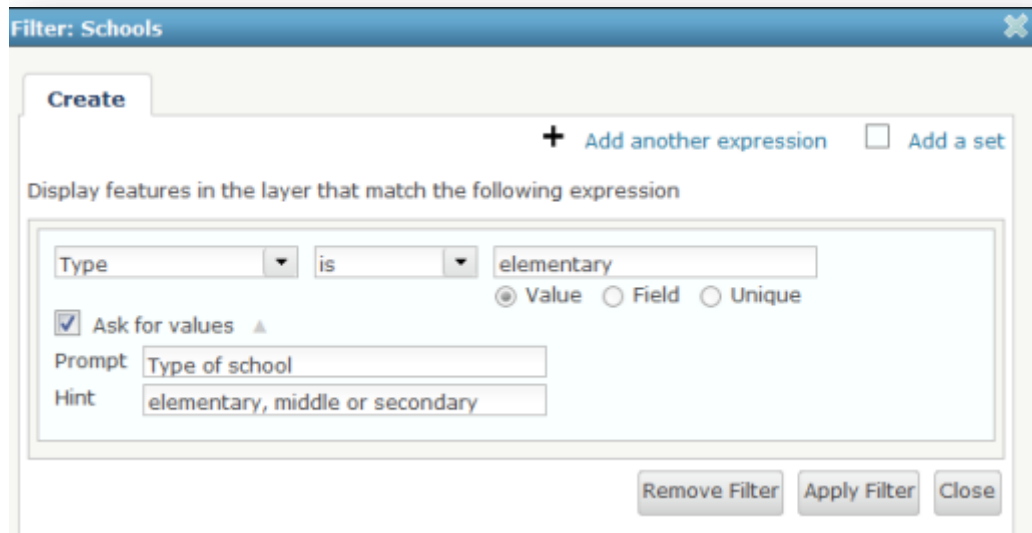 Filter: Schools
Create
+ Add another expression Add a set
Display features in the layer that match the following expression
Type is elementary
Value Field Unique
Ask for values
Prompt Type of school
Hint elementary, middle or secondary
Remove Filter Apply Filter Close